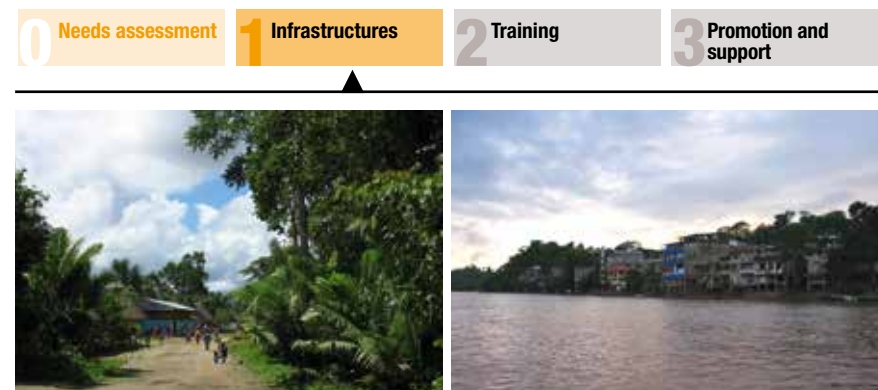 0 Needs assessment
1 Infrastructures
2 Training
3 Promotion and
support